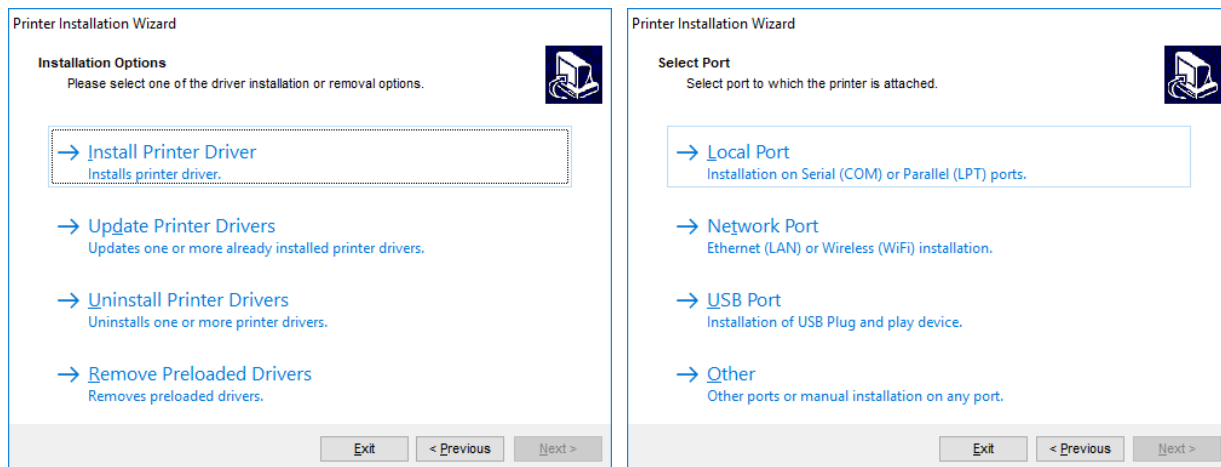 Printer Installation Wizard
Installation Options
Please select one of the driver installation or removal options.
Install Printer Driver
Installs printer driver.
Update Printer Drivers
Updates one or more already installed printer drivers.
Uninstall Printer Drivers
Uninstalls one or more printer drivers.
Remove Preloaded Drivers
Removes preloaded drivers.
Exit
< Previous
Next >
Printer Installation Wizard
Select Port
Select port to which the printer is attached.
Local Port
Installation on Serial (COM) or Parallel (LPT) ports.
Network Port
Ethernet (LAN) or Wireless (WiFi) installation.
USB Port
Installation of USB Plug and play device.
Other
Other ports or manual installation on any port.
Exit
< Previous
Next >